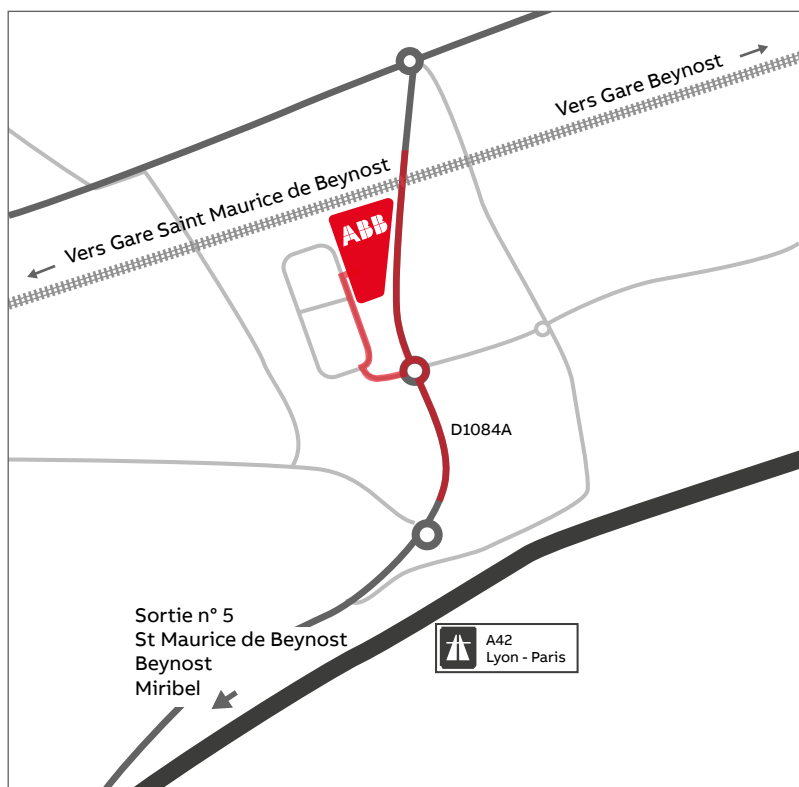 Vers Gare Beynost
Vers Gare Saint Maurice de Beynost
ABB
D1084A
Sortie n° 5
St Maurice de Beynost
Beynost
Miribel
A42
Lyon - Paris